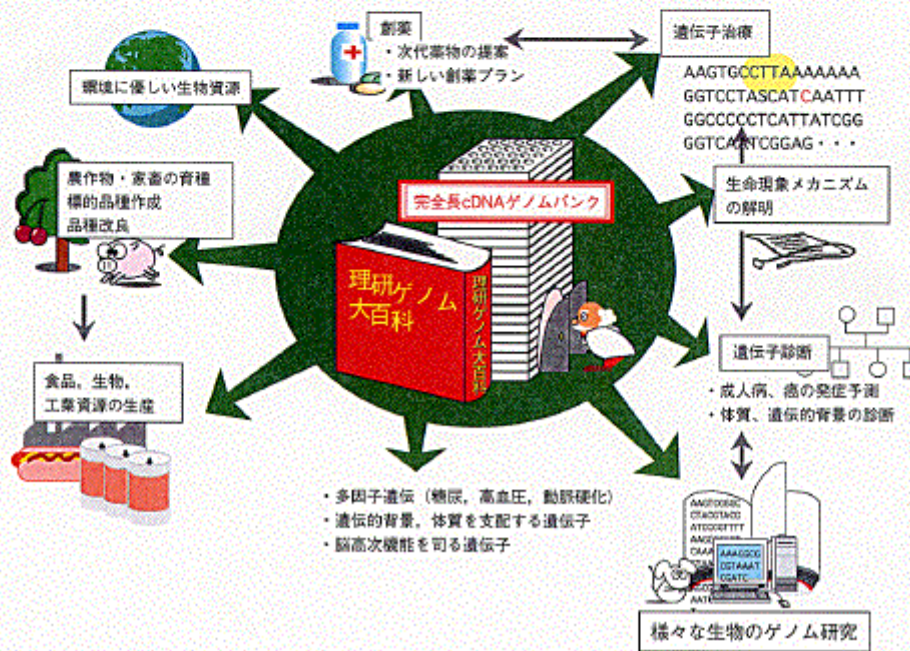 創薬
・次代薬物の提案
・新しい創薬プラン
遺伝子治療
AAGTGCCTTAAAAAAA
GGTCCTASCATCAATTT
GGCCCCCTCATTATCGG
GGTCAATCGGAG・・・
環境に優しい生物資源
農作物・家畜の育種
標的品種作成
品種改良
完全長cDNAゲノムバンク
生命現象メカニズム
の解明
理研ゲノム
大百科
理研ゲノム大百科
遺伝子診断
・成人病、癌の発症予測
・体質、遺伝的背景の診断
食品，生物，
工業資源の生産
・多因子遺伝（糖尿，高血圧，動脈硬化）
・遺伝的背景，体質を支配する遺伝子
・脳高次機能を司る遺伝子
CTACGTACG
ATCGCGTTTT
AAAGGCG
CGTAAAT
CGATC
様々な生物のゲノム研究